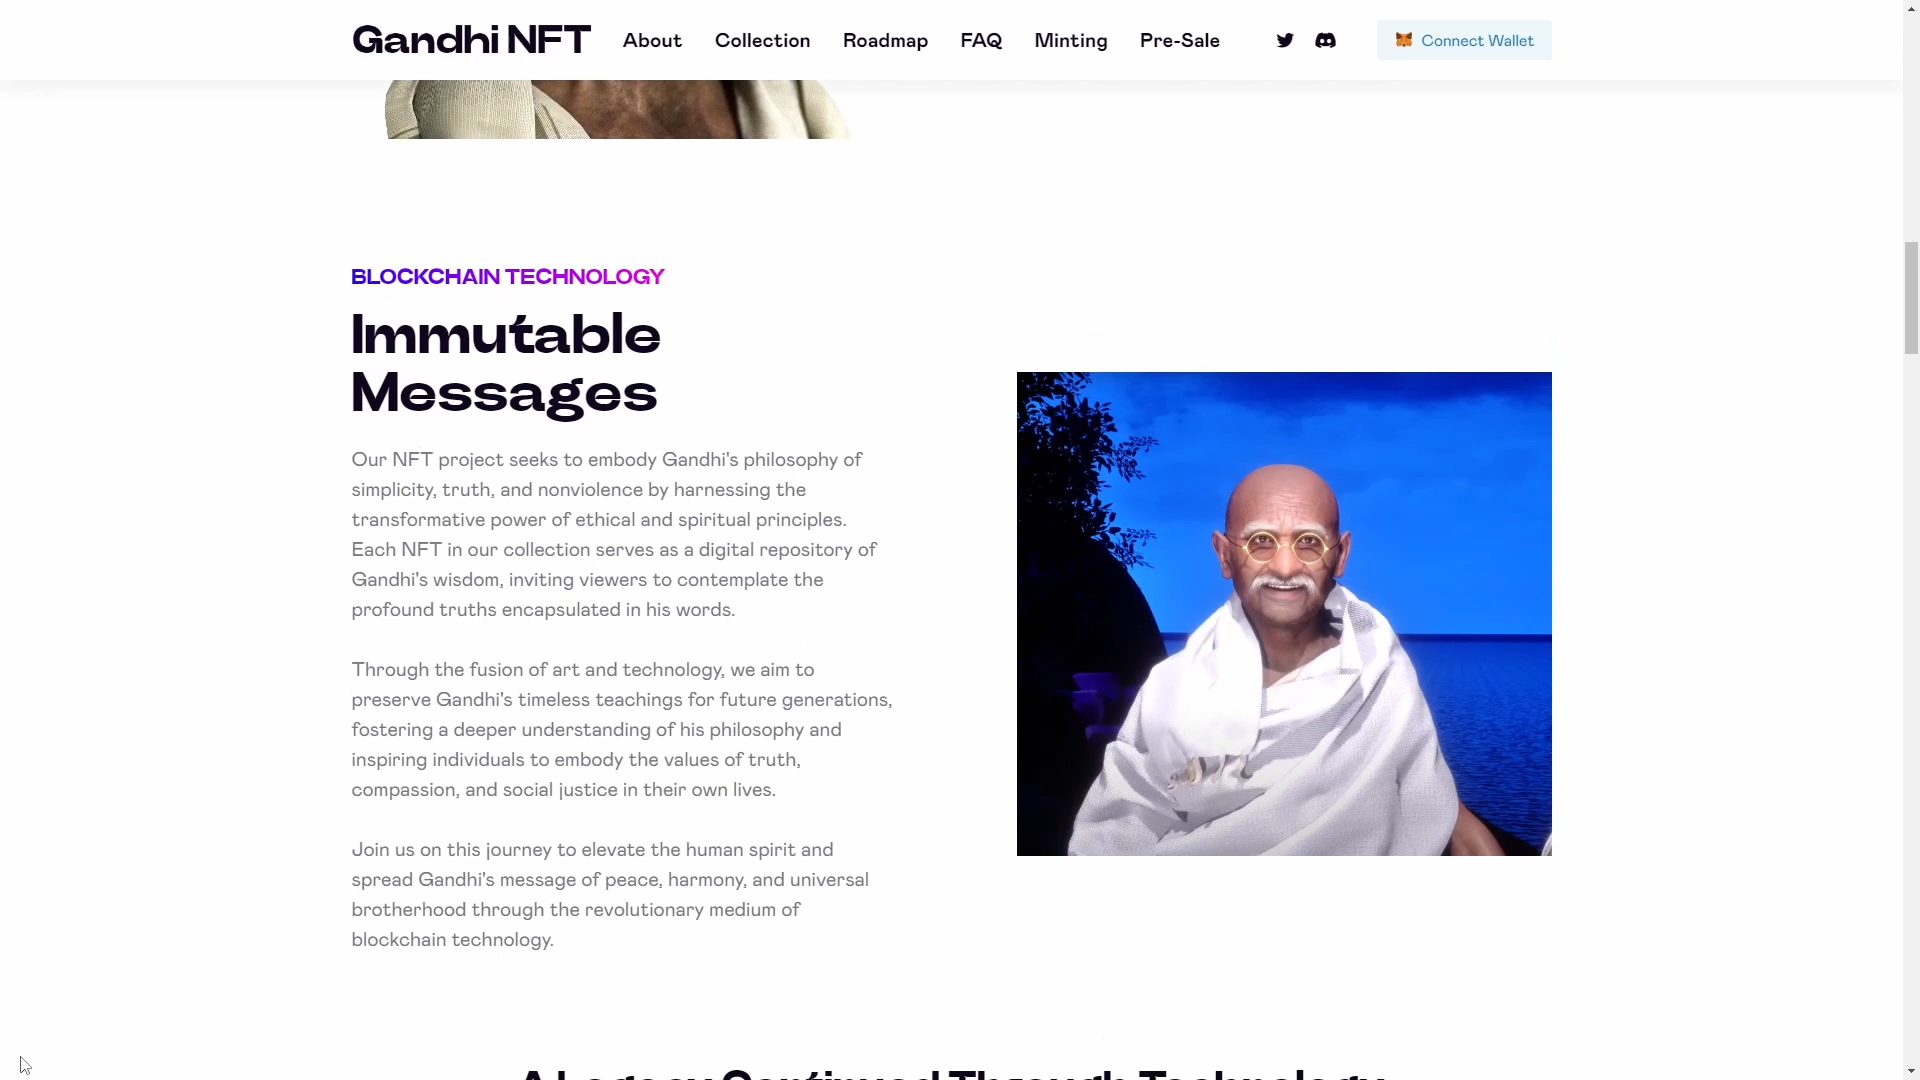 Gandhi NFT About Collection Roadmap FAQ Minting Pre-Sale Connect Wallet
BLOCKCHAIN TECHNOLOGY
Immutable
Messages
Our NFT project seeks to embody Gandhi's philosophy of
simplicity, truth, and nonviolence by harnessing the
transformative power of ethical and spiritual principles.
Each NFT in our collection serves as a digital repository of
Gandhi's wisdom, inviting viewers to contemplate the
profound truths encapsulated in his words.
Through the fusion of art and technology, we aim to
preserve Gandhi's timeless teachings for future generations,
fostering a deeper understanding of his philosophy and
inspiring individuals to embody the values of truth,
compassion, and social justice in their own lives.
Join us on this journey to elevate the human spirit and
spread Gandhi's message of peace, harmony, and universal
brotherhood through the revolutionary medium of
blockchain technology.
A Legacy Continued Through Technology